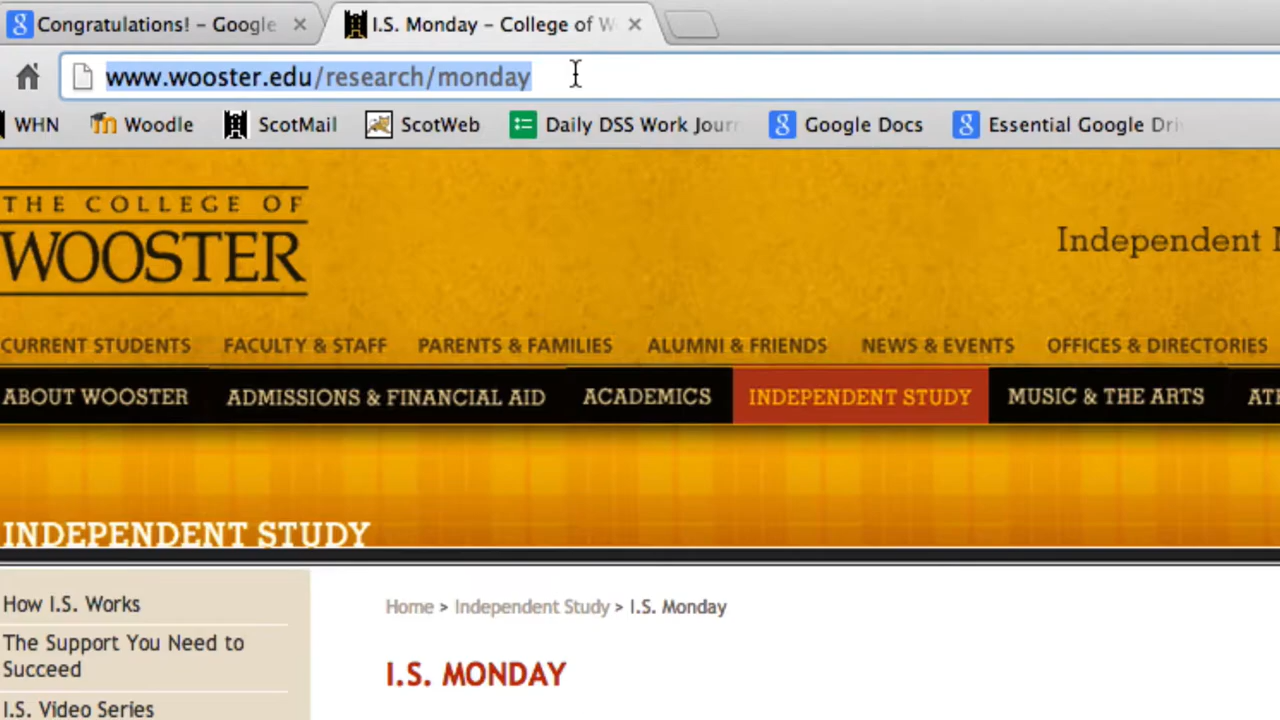 Congratulations! – Google
I.S. Monday – College of W
www.wooster.edu/research/monday
WHN Woodle ScotMail ScotWeb Daily DSS Work Jour Google Docs Essential Google Dri
THE COLLEGE OF
WOOSTER
Independent
CURRENT STUDENTS FACULTY & STAFF PARENTS & FAMILIES ALUMNI & FRIENDS NEWS & EVENTS OFFICES & DIRECTORIES
ABOUT WOOSTER ADMISSIONS & FINANCIAL AID ACADEMICS INDEPENDENT STUDY MUSIC & THE ARTS
INDEPENDENT STUDY
How I.S. Works
The Support You Need to
Succeed
I.S. Video Series
Home > Independent Study > I.S. Monday
I.S. MONDAY